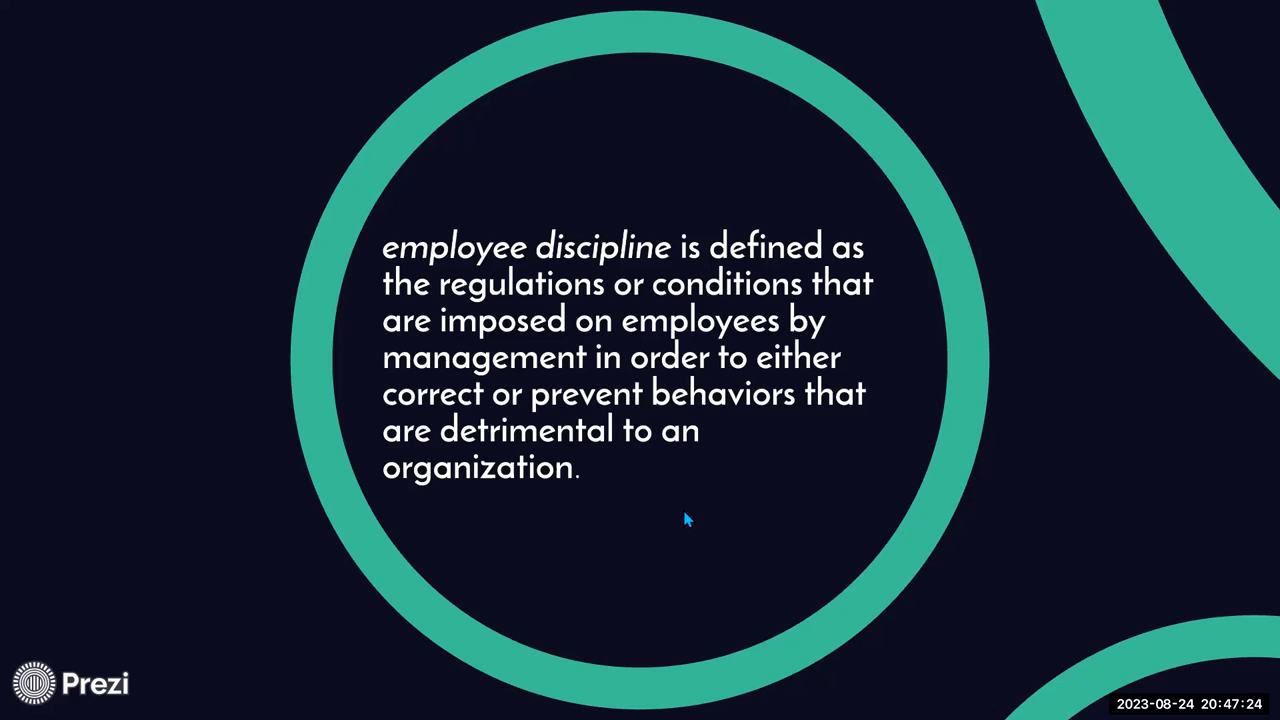 employee discipline is defined as
the regulations or conditions that
are imposed on employees by
management in order to either
correct or prevent behaviors that
are detrimental to an
organization.
Prezi
2023-08-24 20:47:24